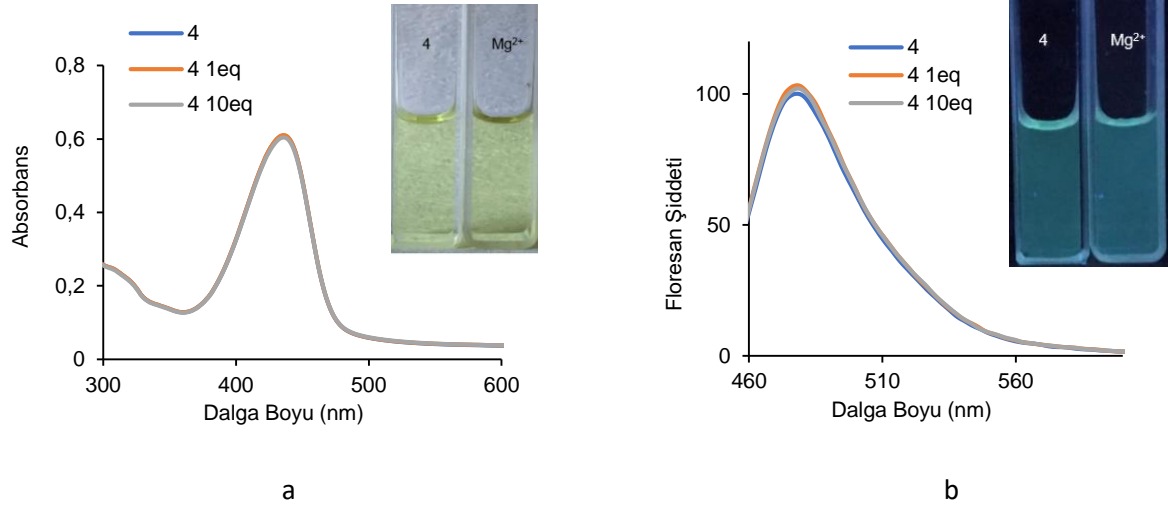 4
4 1eq
4 10eq
0,8
0,6
0,4
0,2
0
300
400
500
600
Absorbans
Dalga Boyu (nm)
4
Mg²⁺
a
4
4 1eq
4 10eq
100
50
0
460
510
560
Floresan Şiddeti
Dalga Boyu (nm)
4
Mg²⁺
b